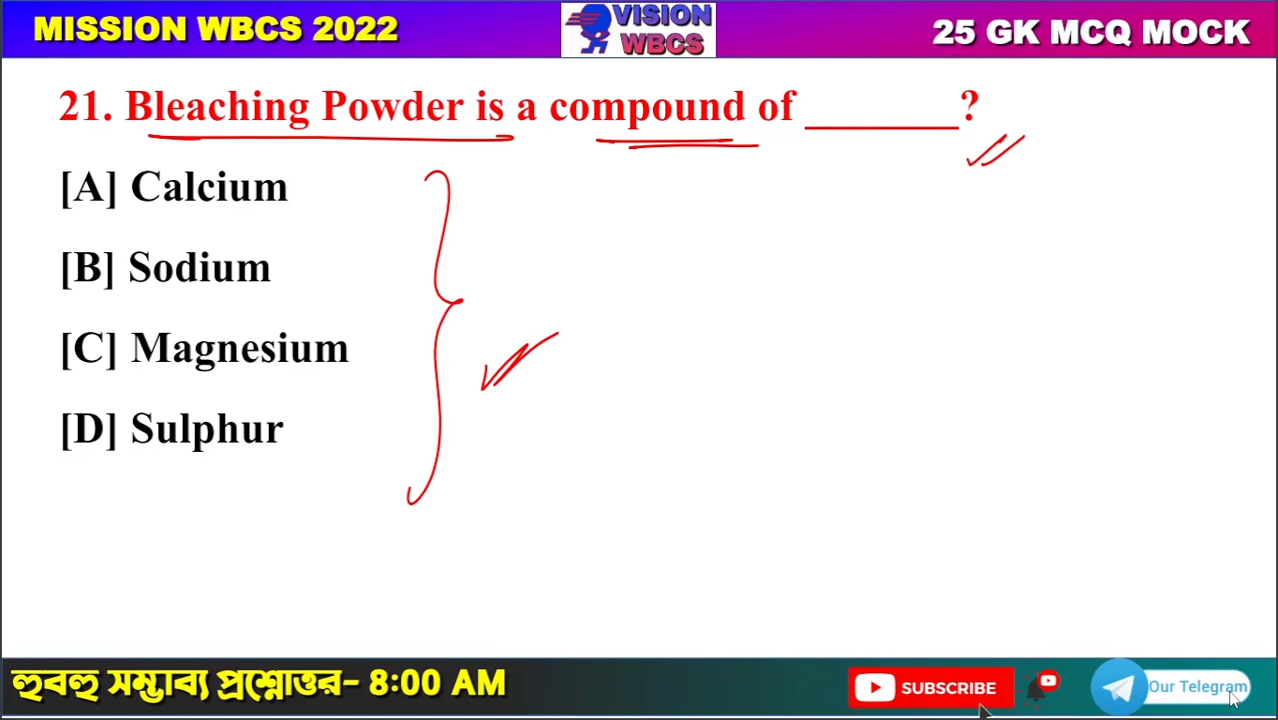 MISSION WBCS 2022
VISION
WBCS
25 GK MCQ MOCK
21. Bleaching Powder is a compound of _______?
[A] Calcium
[B] Sodium
[C] Magnesium
[D] Sulphur
হুবহু সম্ভাব্য প্রশ্নোত্তর- 8:00 AM
SUBSCRIBE
Our Telegram